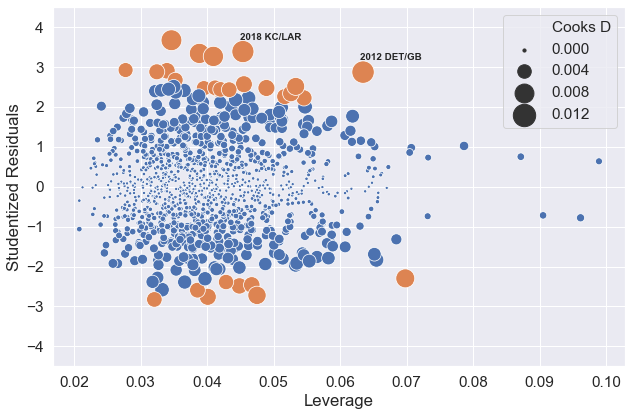 Cooks D
0.000
0.004
0.008
0.012
2018 KC/LAR
2012 DET/GB
Studentized Residuals
4
3
2
1
0
−1
−2
−3
−4
0.02 0.03 0.04 0.05 0.06 0.07 0.08 0.09 0.10
Leverage